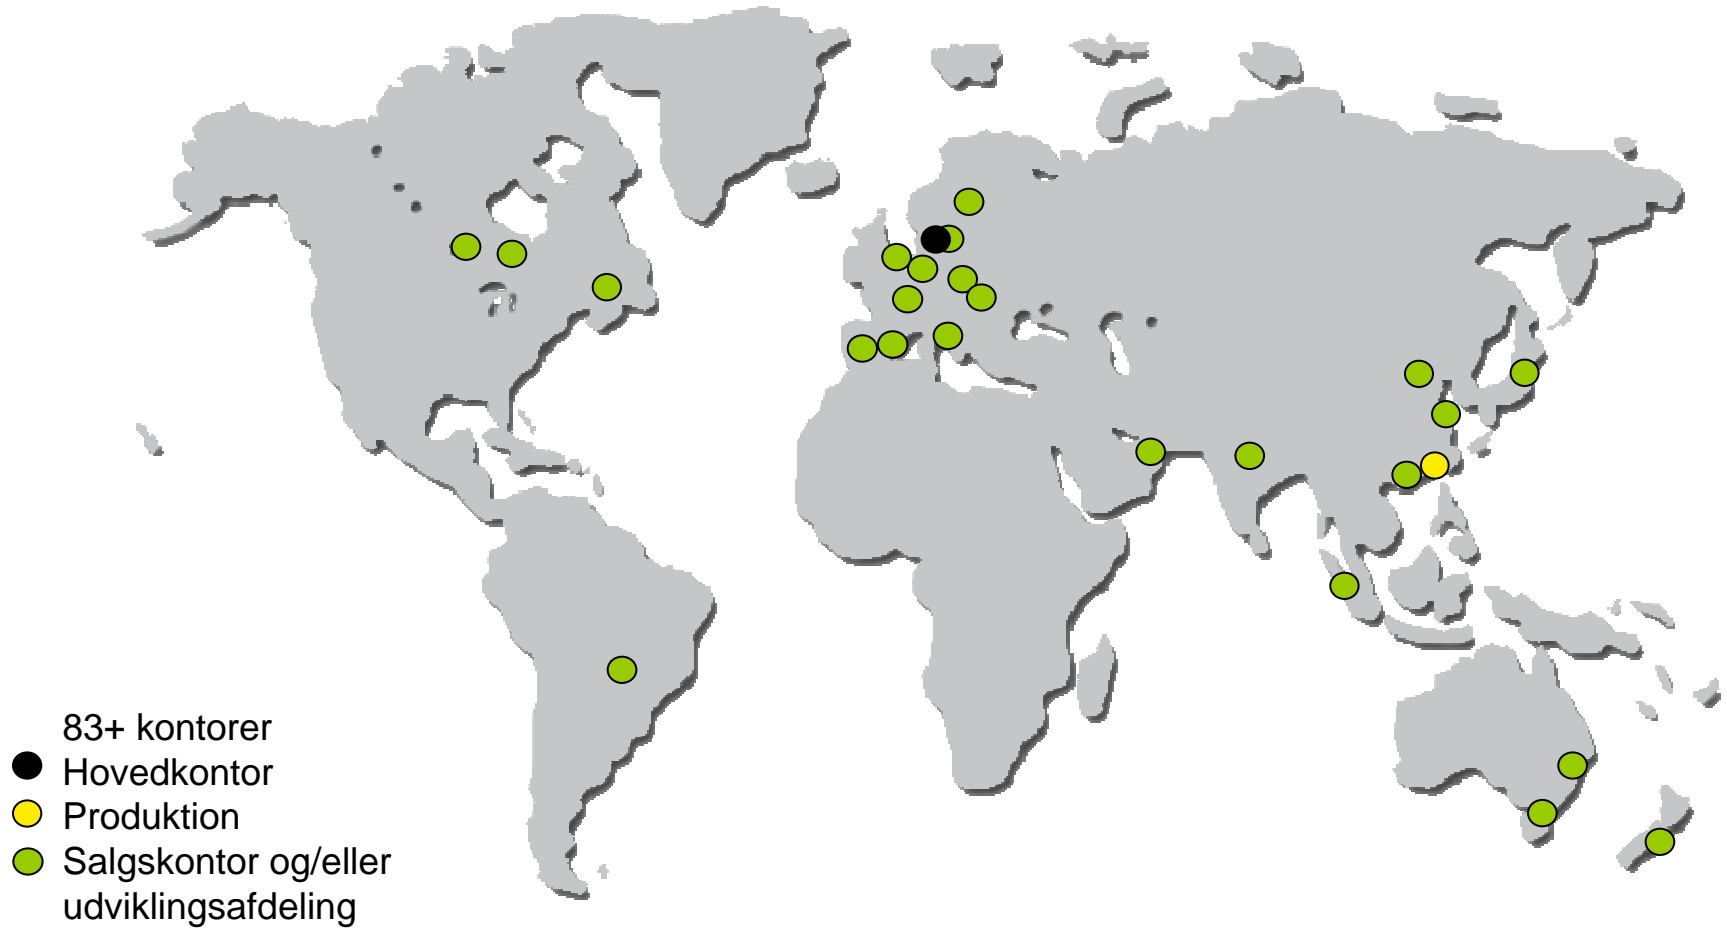 83+ kontorer
Hovedkontor
Produktion
Salgskontor og/eller
udviklingsafdeling